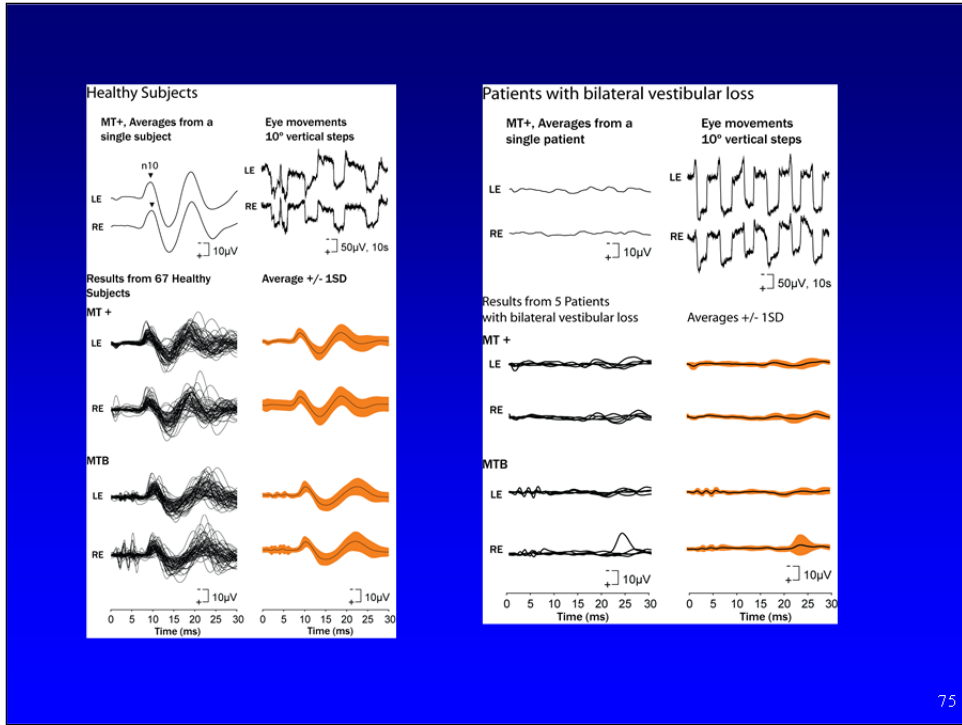 Healthy Subjects
MT+, Averages from a
single subject
Eye movements
10º vertical steps
n10
LE
RE
LE
RE
10µV
+
50µV, 10s
+
Results from 67 Healthy
Subjects
Average +/- 1SD
MT +
LE
RE
MTB
LE
RE
10µV
+
10µV
+
0 5 10 15 20 25 30
Time (ms)
0 5 10 15 20 25 30
Time (ms)
Patients with bilateral vestibular loss
MT+, Averages from a
single patient
Eye movements
10º vertical steps
LE
RE
LE
RE
10µV
+
50µV, 10s
+
Results from 5 Patients
with bilateral vestibular loss
Averages +/- 1SD
MT +
LE
RE
MTB
LE
RE
10µV
+
10µV
+
0 5 10 15 20 25 30
Time (ms)
0 5 10 15 20 25 30
Time (ms)
75